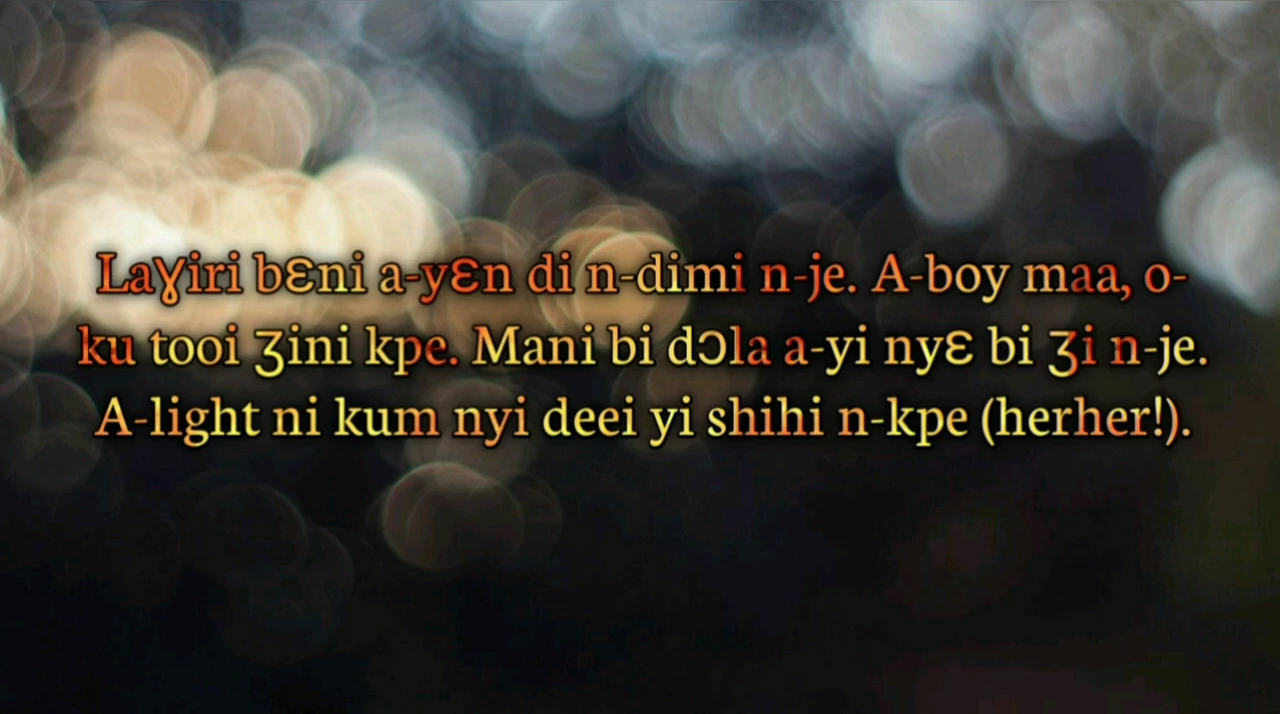 Laɣiri bɛni a-yɛn di n-dimi n-je. A-boy maa, o-
ku tooi ʒini kpe. Mani bi dɔla a-yi nyɛ bi ʒi n-je.
A-light ni kum nyi deei yi shihi n-kpe (herher!).